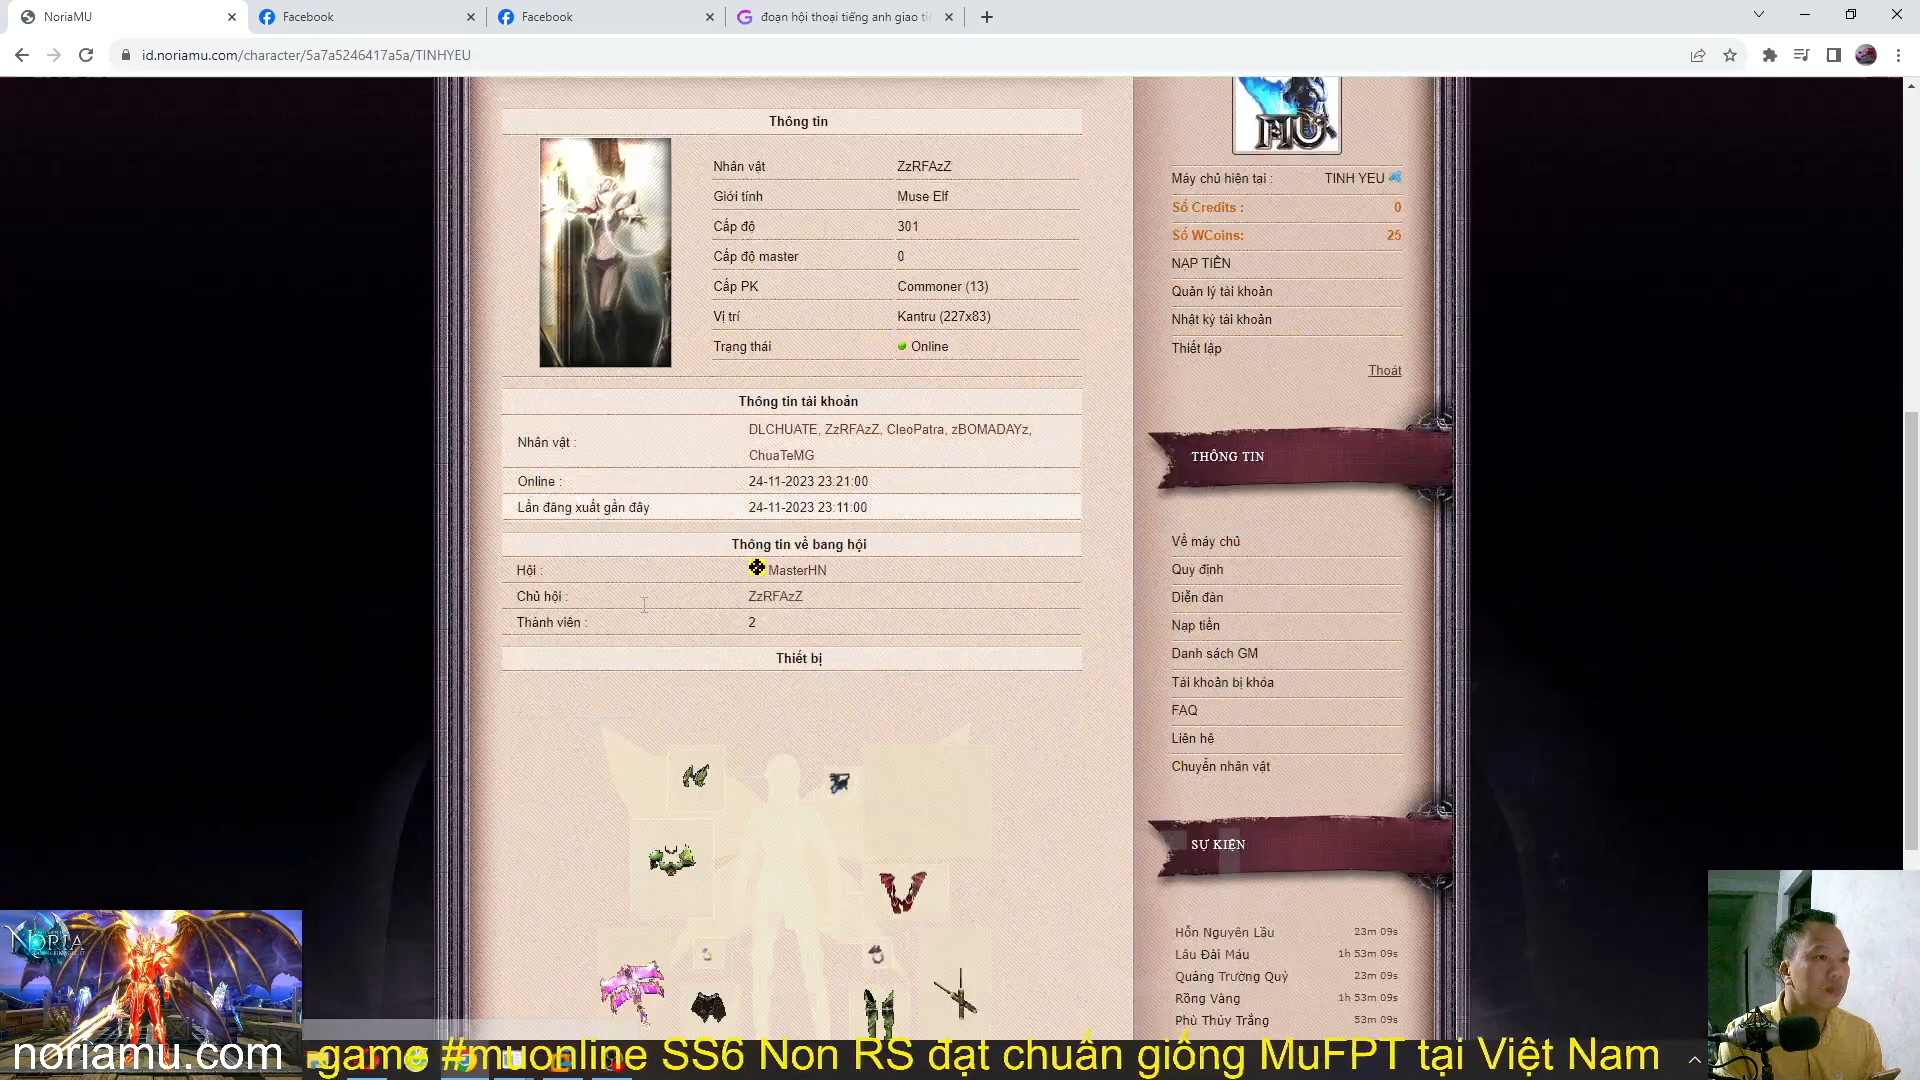 NoriaMU
Facebook
Facebook
đoạn hội thoại tiếng anh giao tiế
id.noriamu.com/character/5a7a5246417a5a/TINHYEU
Thông tin
Nhân vật ZzRFAzZ
Giới tính Muse Elf
Cấp độ 301
Cấp độ master 0
Cấp PK Commoner (13)
Vị trí Kantru (227x83)
Trạng thái Online
Thông tin tài khoản
Nhân vật : DLCHUATE, ZzRFAzZ, CleoPatra, zBOMADAYz,
ChuaTeMG
Online : 24-11-2023 23:21:00
Lần đăng xuất gần đây 24-11-2023 23:11:00
Thông tin về bang hội
Hội : MasterHN
Chủ hội : ZzRFAzZ
Thành viên : 2
Thiết bị
MU
Máy chủ hiện tại : TINH YEU
Số Credits : 0
Số WCoins: 25
NẠP TIỀN
Quản lý tài khoản
Nhật ký tài khoản
Thiết lập
Thoát
THÔNG TIN
Về máy chủ
Quy định
Diễn đàn
Nạp tiền
Danh sách GM
Tài khoản bị khóa
FAQ
Liên hệ
Chuyển nhân vật
SỰ KIỆN
Hỗn Nguyên Lầu 23m 09s
Lâu Đài Máu 1h 53m 09s
Quảng Trường Quỷ 23m 09s
Rồng Vàng 1h 53m 09s
Phù Thủy Trắng 53m 09s
NORIA
noriamu.com
game #muonline SS6 Non RS đạt chuẩn giống MuFPT tại Việt Nam